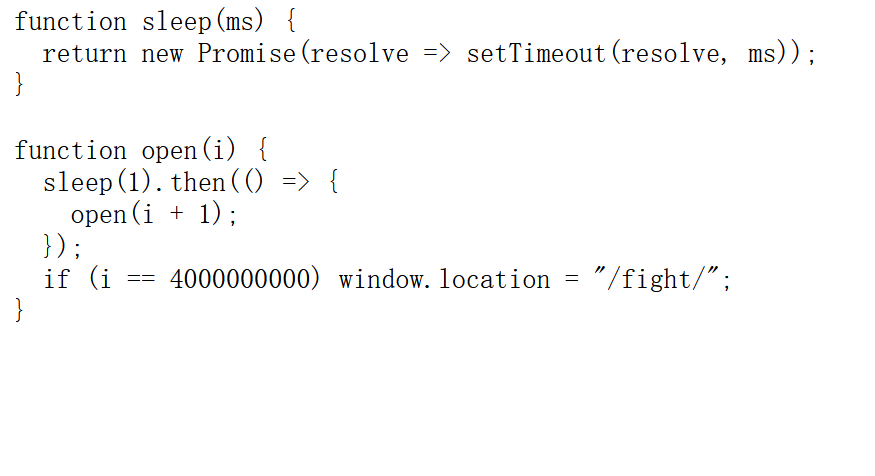 function sleep(ms) {
  return new Promise(resolve => setTimeout(resolve, ms));
}

function open(i) {
  sleep(1).then(() => {
    open(i + 1);
  });
  if (i == 4000000000) window.location = "/fight/";
}